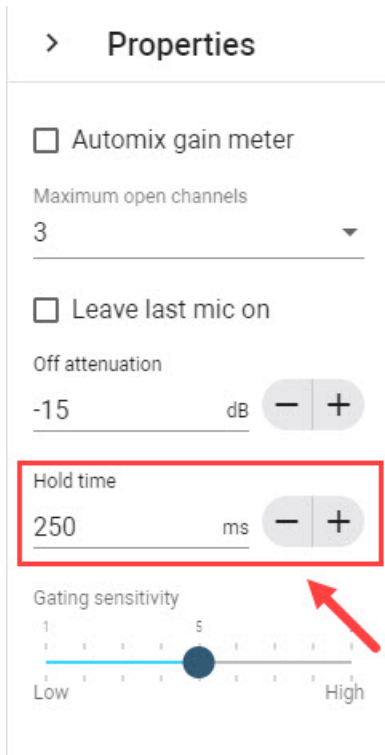 Properties
Automix gain meter
Maximum open channels
3
Leave last mic on
Off attenuation
-15 dB
Hold time
250 ms
Gating sensitivity
1 5
Low High